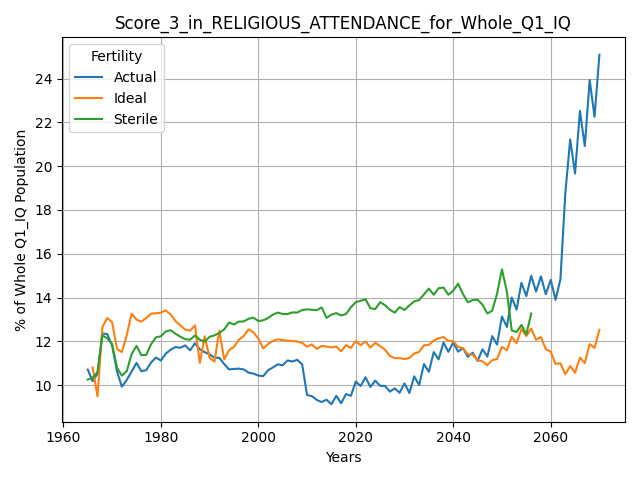 Score_3_in_RELIGIOUS_ATTENDANCE_for_Whole_Q1_IQ
Fertility
Actual
Ideal
Sterile
% of Whole Q1_IQ Population
24
22
20
18
16
14
12
10
1960 1980 2000 2020 2040 2060
Years